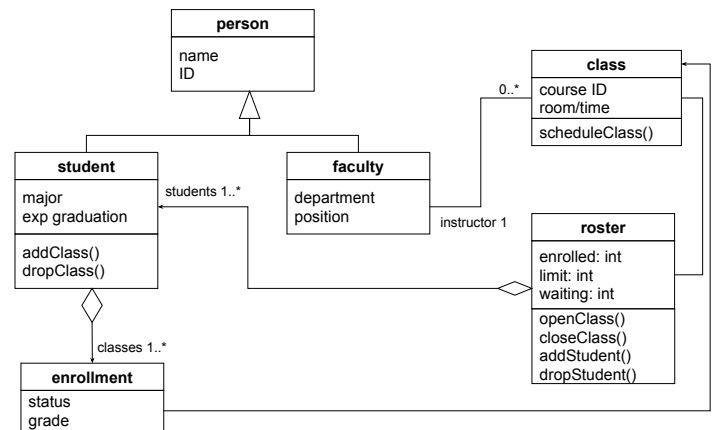 person
name
ID
class
course ID
room/time
scheduleClass()
0..*
student
major
exp graduation
addClass()
dropClass()
students 1..*
faculty
department
position
instructor 1
roster
enrolled: int
limit: int
waiting: int
openClass()
closeClass()
addStudent()
dropStudent()
classes 1..*
enrollment
status
grade